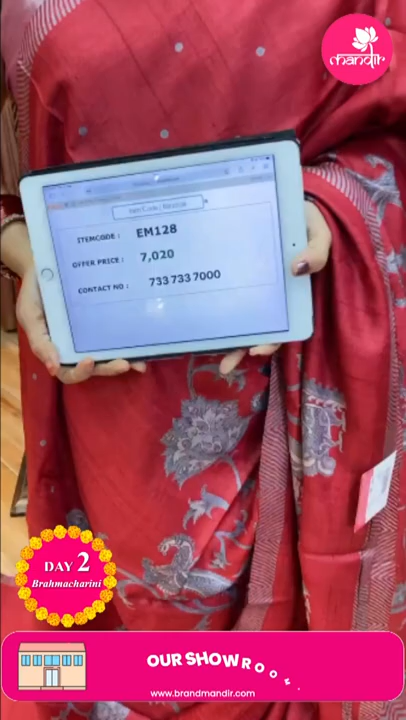 mandir
ITEMCODE : EM128
OFFER PRICE : 7,020
CONTACT NO : 733 733 7000
DAY 2
Brahmacharini
OUR SHOWROOM
www.brandmandir.com